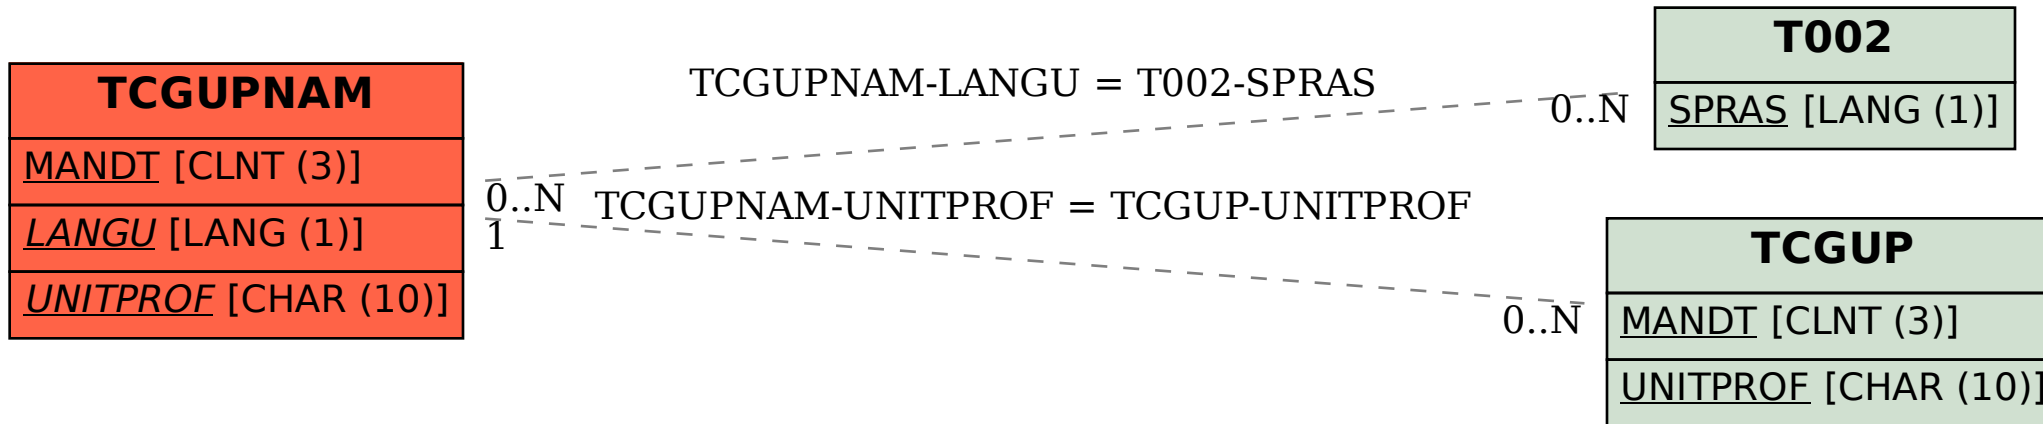 TCGUPNAM
MANDT [CLNT (3)]
LANGU [LANG (1)]
UNITPROF [CHAR (10)]
TCGUPNAM-LANGU = T002-SPRAS
0..N
0..N
TCGUPNAM-UNITPROF = TCGUP-UNITPROF
1
0..N
T002
SPRAS [LANG (1)]
TCGUP
MANDT [CLNT (3)]
UNITPROF [CHAR (10)]